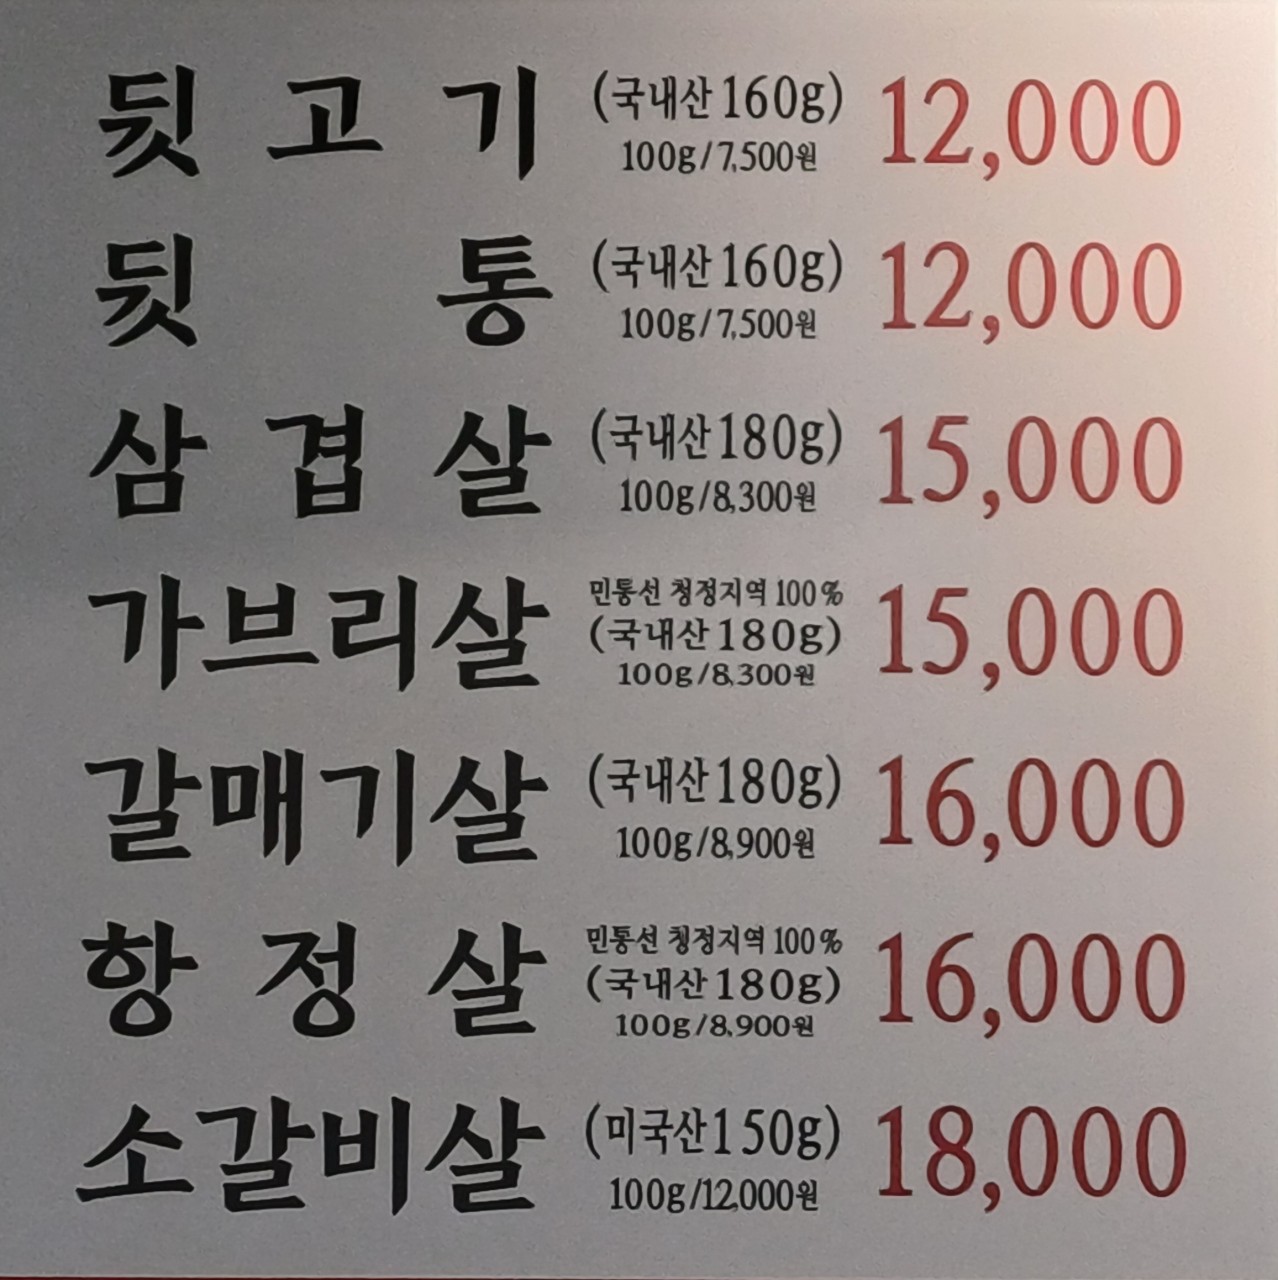 뒷고기 (국내산 160g) 12,000
100g/7,500원
뒷통 (국내산 160g) 12,000
100g/7,500원
삼겹살 (국내산 180g) 15,000
100g/8,300원
민통선 청정지역 100%
가브리살 (국내산 180g) 15,000
100g/8,300원
갈매기살 (국내산 180g) 16,000
100g/8,900원
민통선 청정지역 100%
항정살 (국내산 180g) 16,000
100g/8,900원
소갈비살 (미국산 150g) 18,000
100g/12,000원